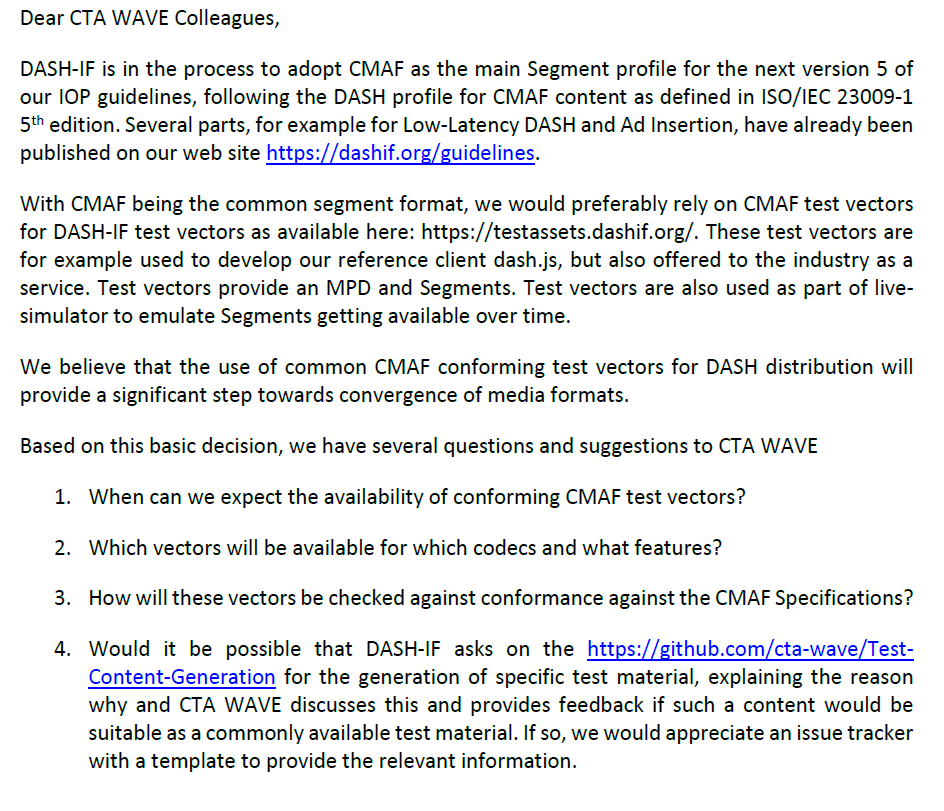 Dear CTA WAVE Colleagues,
DASH-IF is in the process to adopt CMAF as the main Segment profile for the next version 5 of
our IOP guidelines, following the DASH profile for CMAF content as defined in ISO/IEC 23009-1
5th edition. Several parts, for example for Low-Latency DASH and Ad Insertion, have already been
published on our web site https://dashif.org/guidelines.
With CMAF being the common segment format, we would preferably rely on CMAF test vectors
for DASH-IF test vectors as available here: https://testassets.dashif.org/. These test vectors are
for example used to develop our reference client dash.js, but also offered to the industry as a
service. Test vectors provide an MPD and Segments. Test vectors are also used as part of live-
simulator to emulate Segments getting available over time.
We believe that the use of common CMAF conforming test vectors for DASH distribution will
provide a significant step towards convergence of media formats.
Based on this basic decision, we have several questions and suggestions to CTA WAVE
1. When can we expect the availability of conforming CMAF test vectors?
2. Which vectors will be available for which codecs and what features?
3. How will these vectors be checked against conformance against the CMAF Specifications?
4. Would it be possible that DASH-IF asks on the https://github.com/cta-wave/Test-
Content-Generation for the generation of specific test material, explaining the reason
why and CTA WAVE discusses this and provides feedback if such a content would be
suitable as a commonly available test material. If so, we would appreciate an issue tracker
with a template to provide the relevant information.